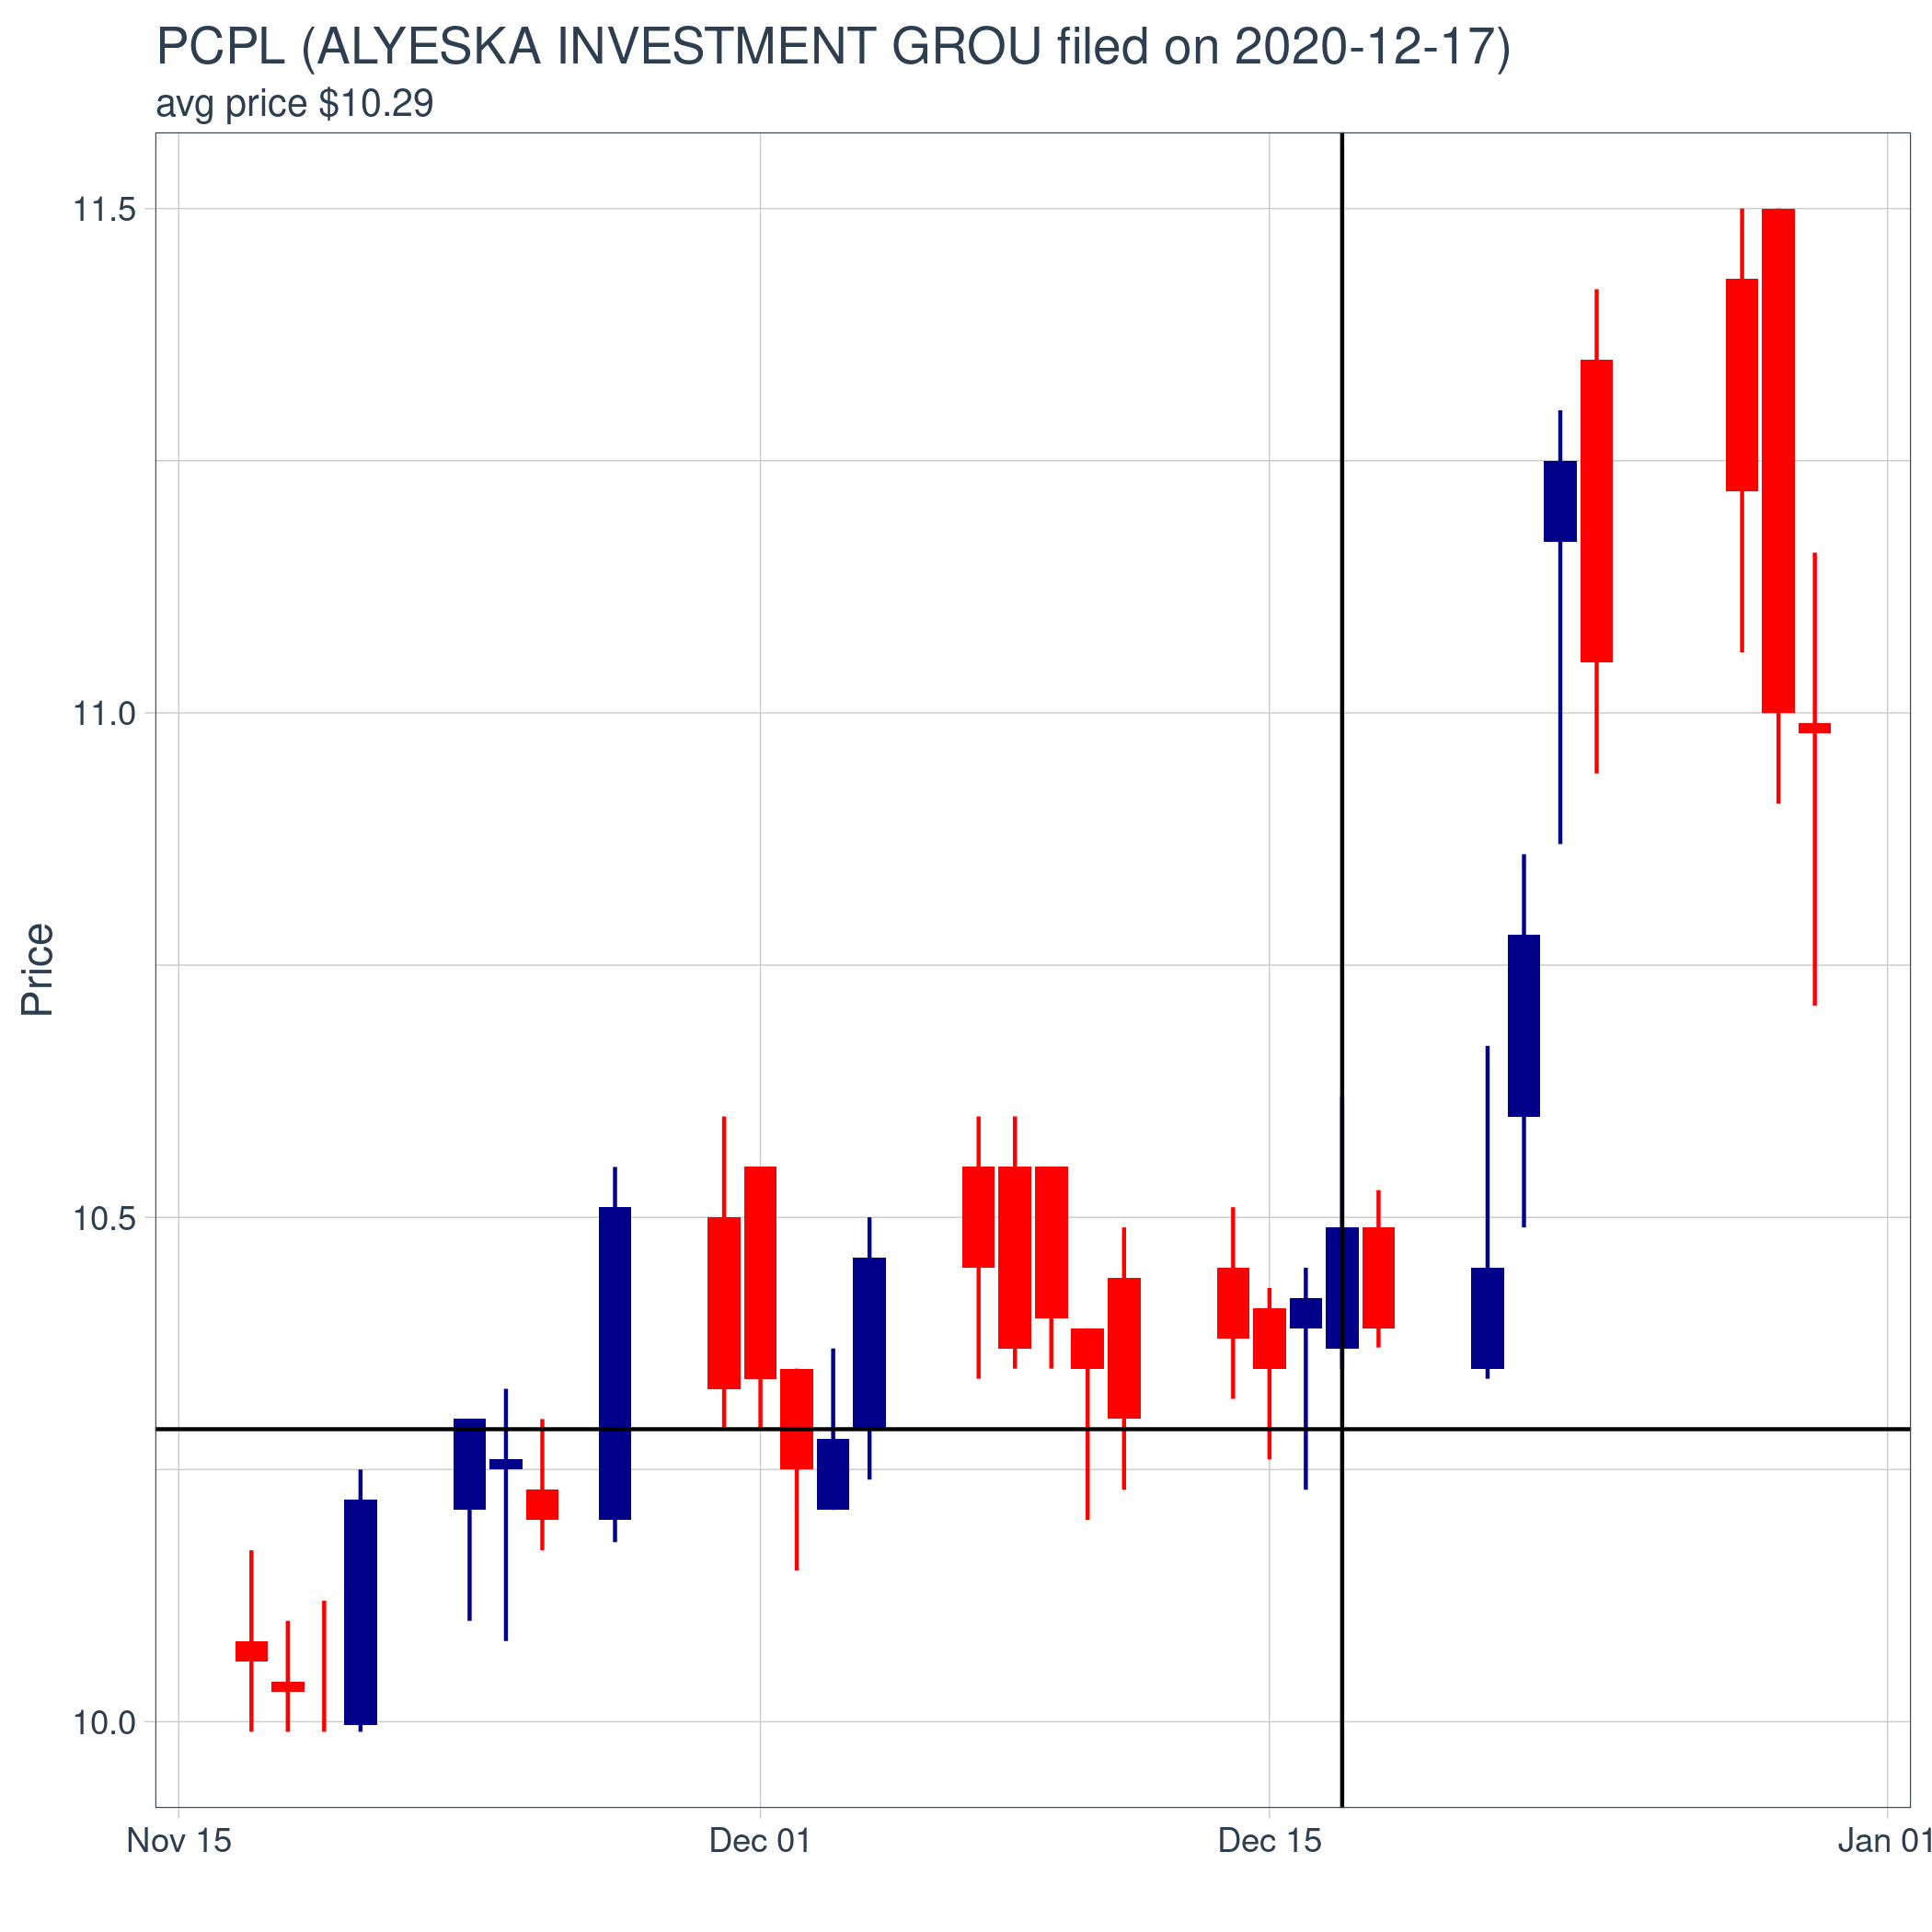 PCPL (ALYESKA INVESTMENT GROU filed on 2020-12-17)
avg price $10.29
11.5
11.0
10.5
10.0
Price
Nov 15
Dec 01
Dec 15
Jan 01